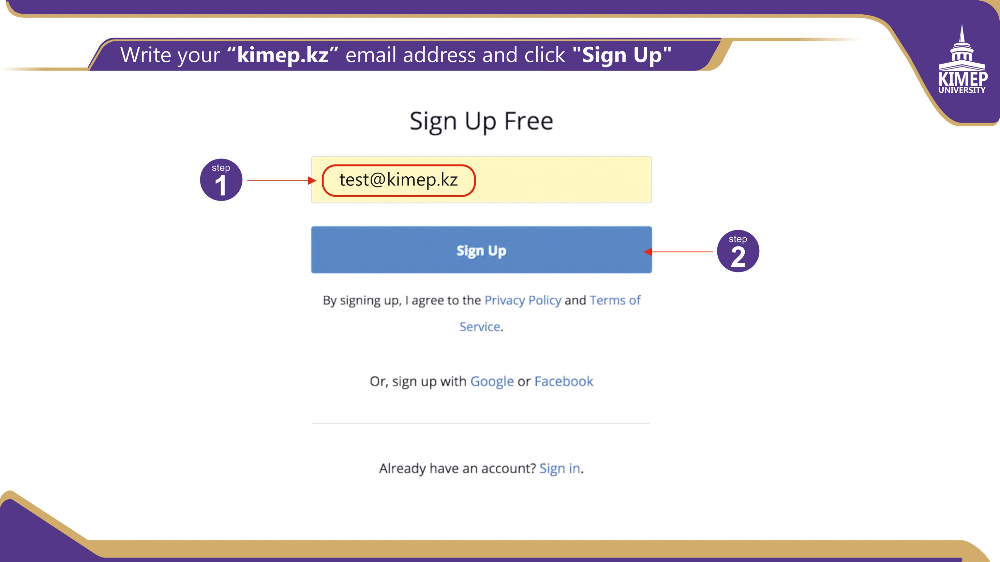 Write your “kimep.kz” email address and click "Sign Up"
KIMEP
UNIVERSITY
Sign Up Free
step
1
test@kimep.kz
Sign Up
step
2
By signing up, I agree to the Privacy Policy and Terms of
Service.
Or, sign up with Google or Facebook
Already have an account? Sign in.